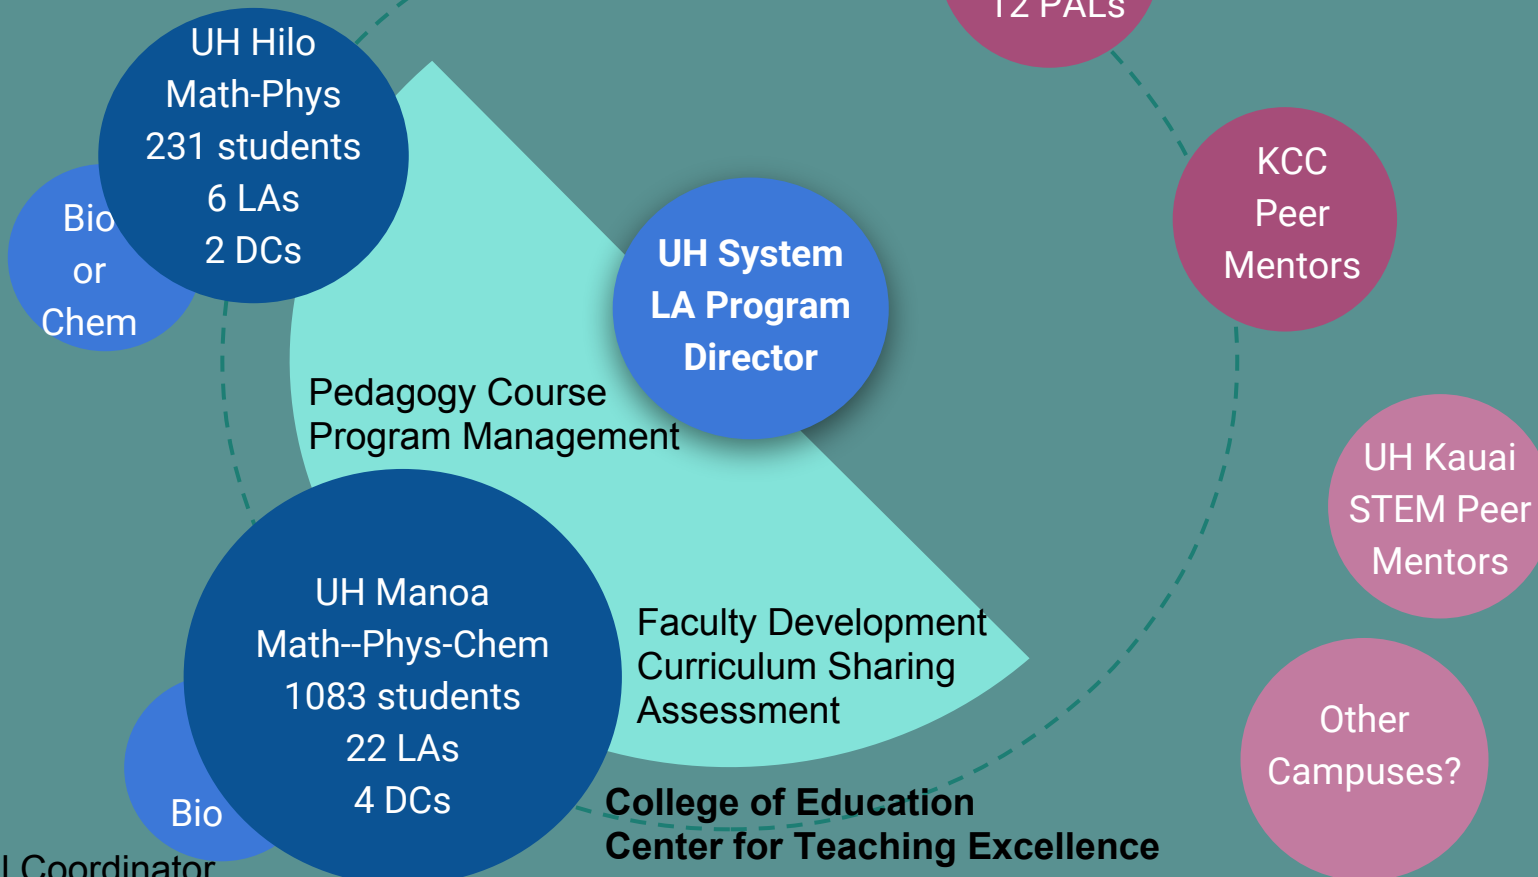 12 PALs
UH Hilo
Math-Phys
231 students
6 LAs
2 DCs
Bio
or
Chem
KCC
Peer
Mentors
UH System
LA Program
Director
Pedagogy Course
Program Management
UH Kauai
STEM Peer
Mentors
UH Manoa
Math--Phys-Chem
1083 students
22 LAs
4 DCs
Bio
Faculty Development
Curriculum Sharing
Assessment
Other
Campuses?
College of Education
Center for Teaching Excellence
Coordinator